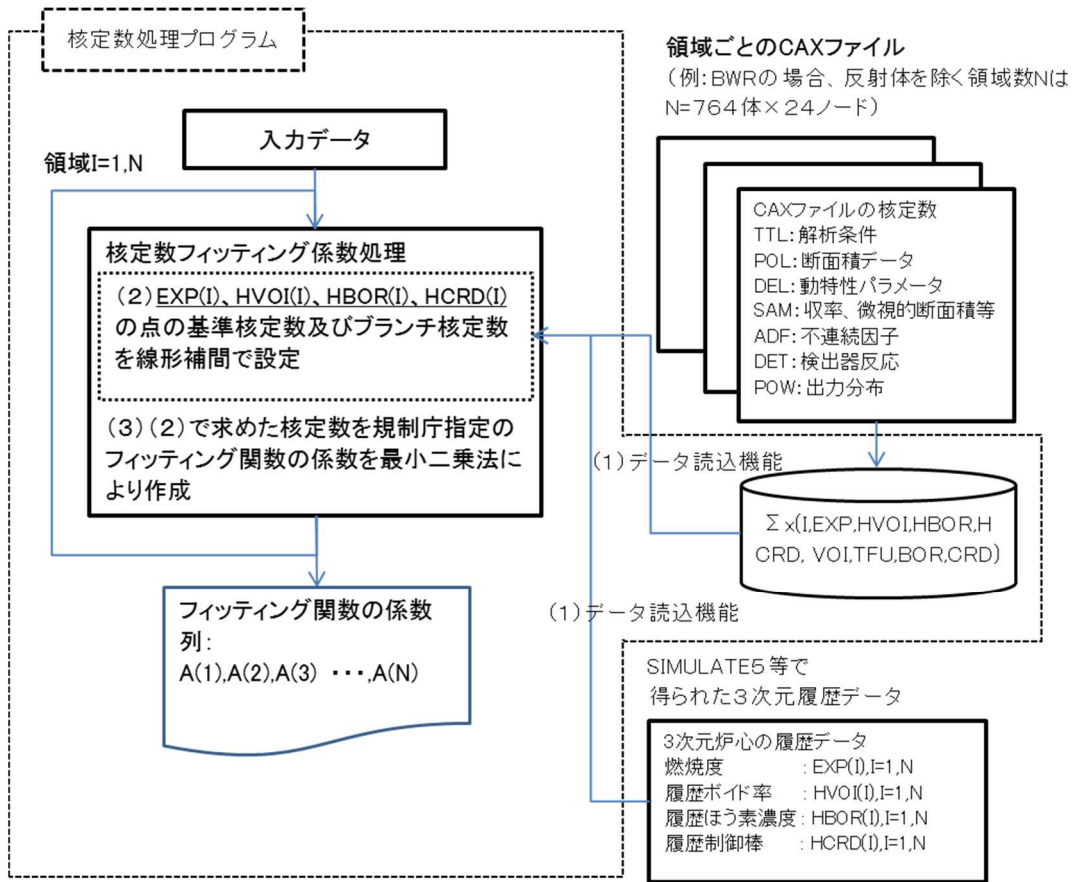 核定数処理プログラム
入力データ
領域I=1,N
核定数フィッティング係数処理
(2)EXP(I)、HVOI(I)、HBOR(I)、HCRD(I)
の点の基準核定数及びブランチ核定数
を線形補間で設定
(3)(2)で求めた核定数を規制庁指定の
フィッティング関数の係数を最小二乗法に
より作成
フィッティング関数の係数
列:
A(1),A(2),A(3) ・・・,A(N)
領域ごとのCAXファイル
(例:BWRの場合、反射体を除く領域数Nは
N=764体×24ノード)
CAXファイルの核定数
TTL:解析条件
POL:断面積データ
DEL:動特性パラメータ
SAM:収率、微視的断面積等
ADF:不連続因子
DET:検出器反応
POW:出力分布
(1)データ読込機能
Σx(I,EXP,HVOI,HBOR,H
CRD, VOI,TFU,BOR,CRD)
(1)データ読込機能
SIMULATE5等で
得られた3次元履歴データ
3次元炉心の履歴データ
燃焼度 :EXP(I),I=1,N
履歴ボイド率 :HVOI(I),I=1,N
履歴ほう素濃度:HBOR(I),I=1,N
履歴制御棒 :HCRD(I),I=1,N